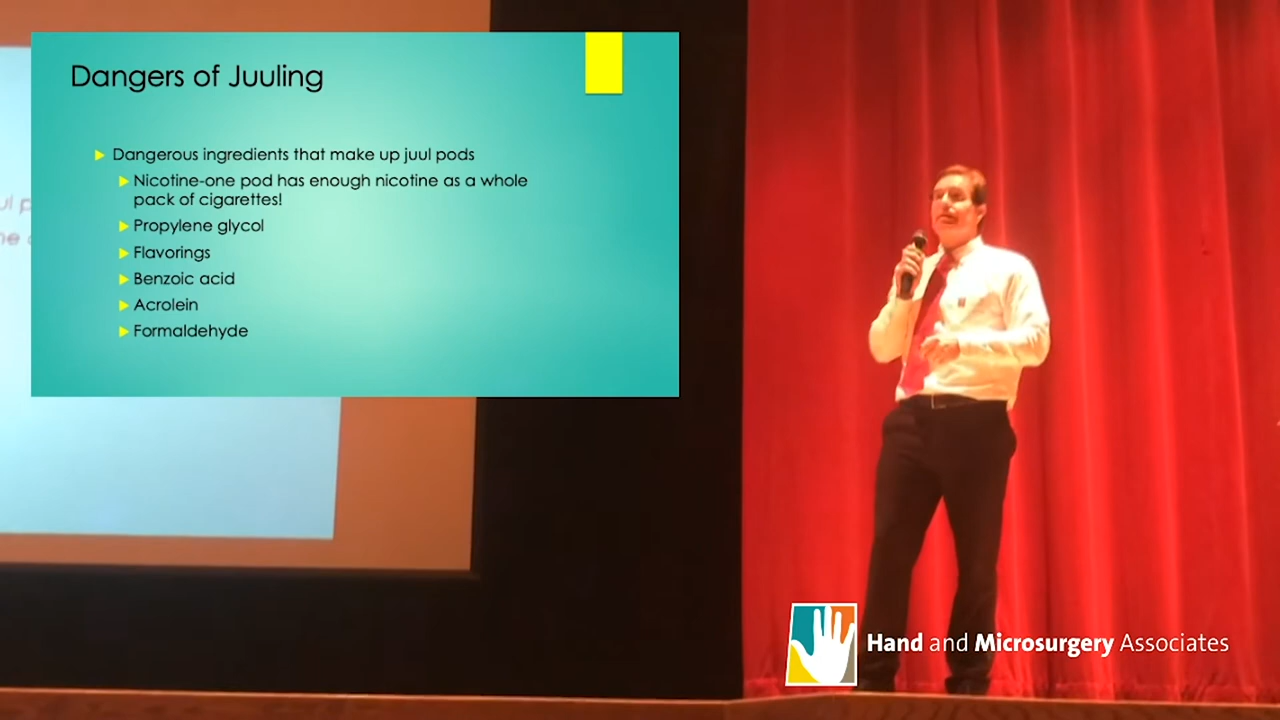 Dangers of Juuling
Dangerous ingredients that make up juul pods
Nicotine-one pod has enough nicotine as a whole
pack of cigarettes!
Propylene glycol
Flavorings
Benzoic acid
Acrolein
Formaldehyde
Hand and Microsurgery Associates